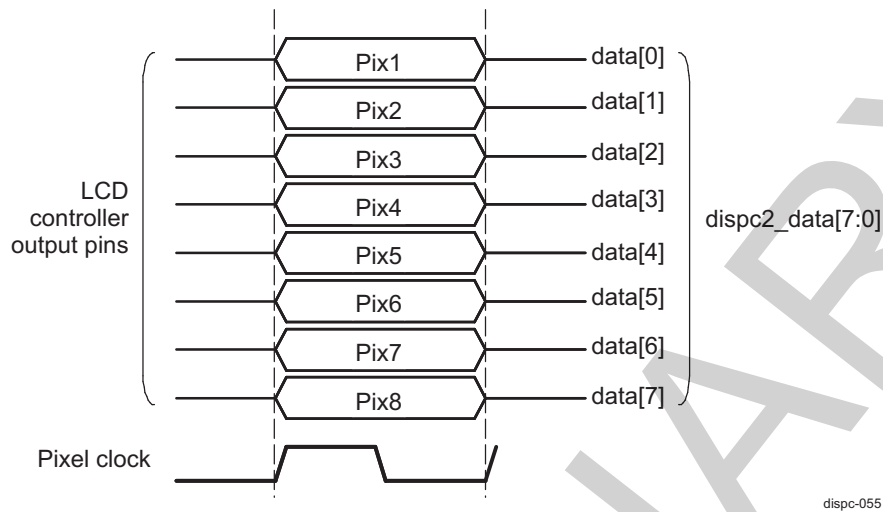 Pix1 data[0]
Pix2 data[1]
Pix3 data[2]
LCD
controller
output pins
Pix4 data[3]
dispc2_data[7:0]
Pix5 data[4]
Pix6 data[5]
Pix7 data[6]
Pix8 data[7]
Pixel clock
dispc-055